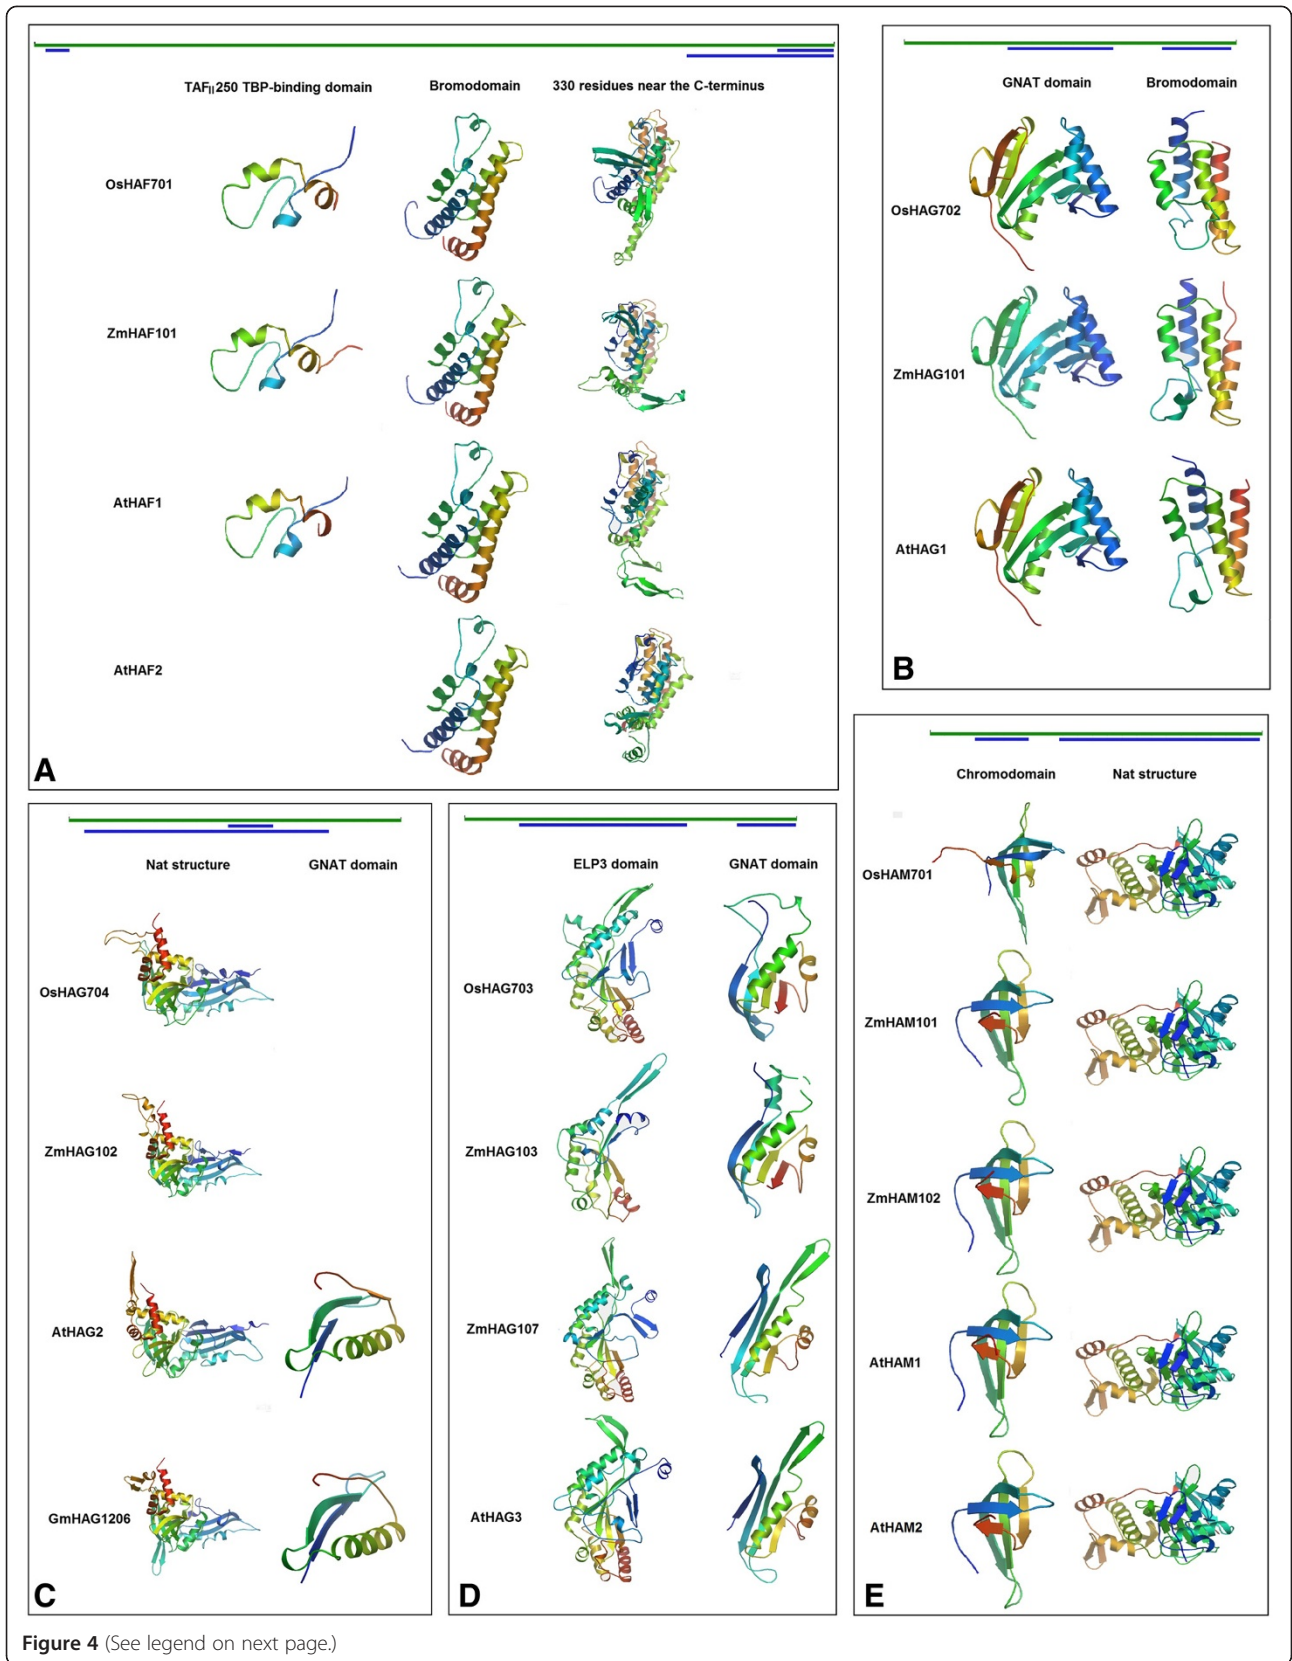 TAFII250 TBP-binding domain Bromodomain 330 residues near the C-terminus
OsHAF701
ZmHAF101
AtHAF1
AtHAF2
A
GNAT domain Bromodomain
OsHAG702
ZmHAG101
AtHAG1
B
Nat structure GNAT domain
OsHAG704
ZmHAG102
AtHAG2
GmHAG1206
C
ELP3 domain GNAT domain
OsHAG703
ZmHAG103
ZmHAG107
AtHAG3
D
Chromodomain Nat structure
OsHAM701
ZmHAM101
ZmHAM102
AtHAM1
AtHAM2
E
Figure 4 (See legend on next page.)